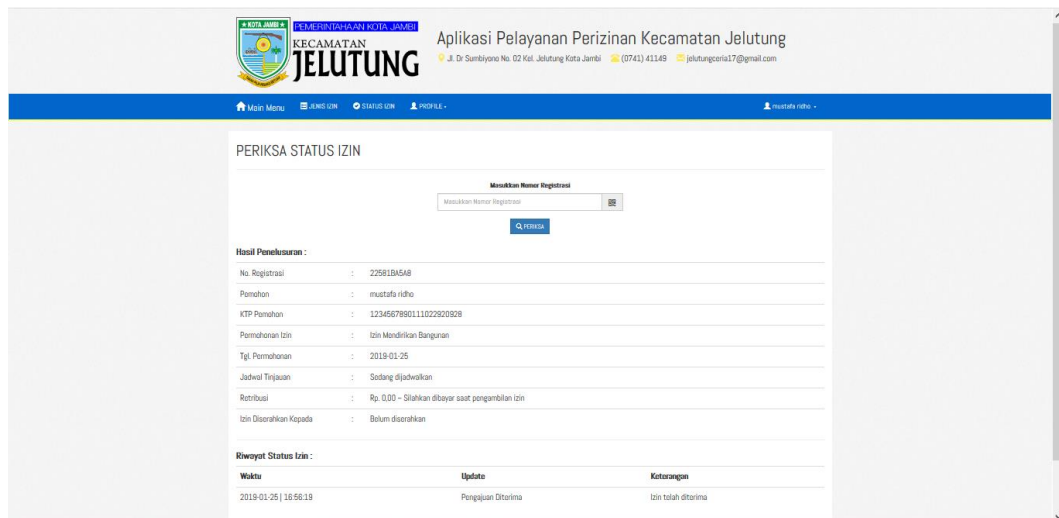 ★ KOTA JAMBI ★
PEMERINTAHAAN KOTA JAMBI
KECAMATAN
JELUTUNG
Aplikasi Pelayanan Perizinan Kecamatan Jelutung
Jl. Dr Sumbiyono No. 02 Kel. Jelutung Kota Jambi (0741) 41149 jelutungceria17@gmail.com
Main Menu JENIS IZIN STATUS IZIN PROFILE mustafa ridho
PERIKSA STATUS IZIN
Masukkan Nomor Registrasi
Masukkan Nomor Registrasi
PERIKSA
Hasil Penelusuran :
No. Registrasi : 22581BA5A8
Pemohon : mustafa ridho
KTP Pemohon : 1234567890111022920928
Permohonan Izin : Izin Mendirikan Bangunan
Tgl. Permohonan : 2019-01-25
Jadwal Tinjauan : Sedang dijadwalkan
Retribusi : Rp. 0,00 - Silahkan dibayar saat pengambilan izin
Izin Diserahkan Kepada : Belum diserahkan
Riwayat Status Izin :
Waktu Update Keterangan
2019-01-25 | 16:56:19 Pengajuan Diterima Izin telah diterima